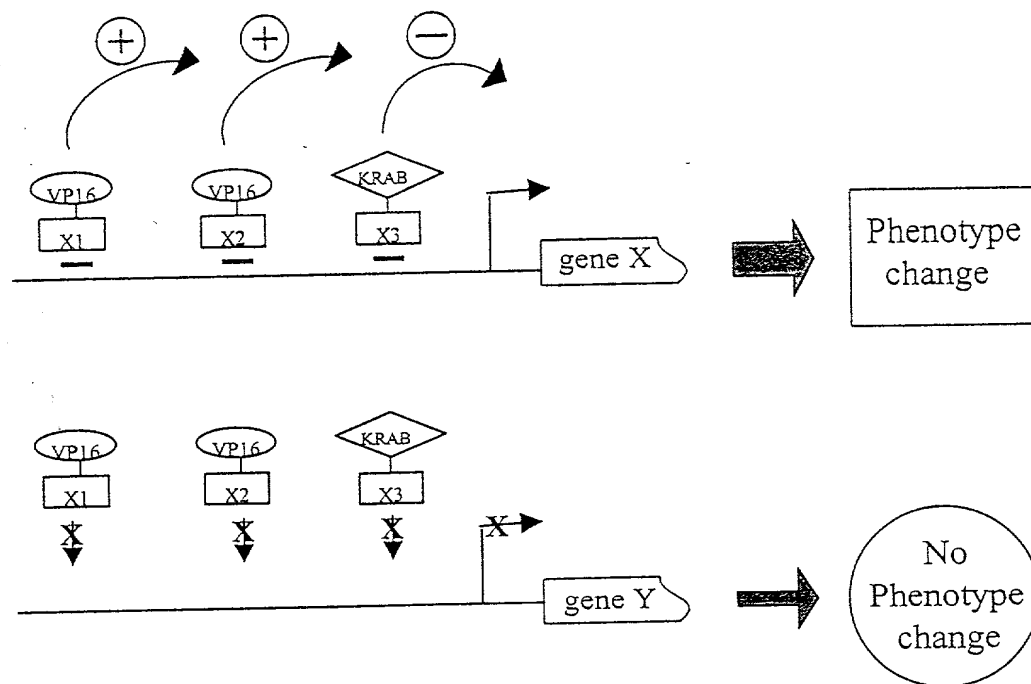 + + −
VP16 VP16 KRAB
X1 X2 X3
gene X
Phenotype
change
VP16 VP16 KRAB
X1 X2 X3
X X X X
gene Y
No
Phenotype
change